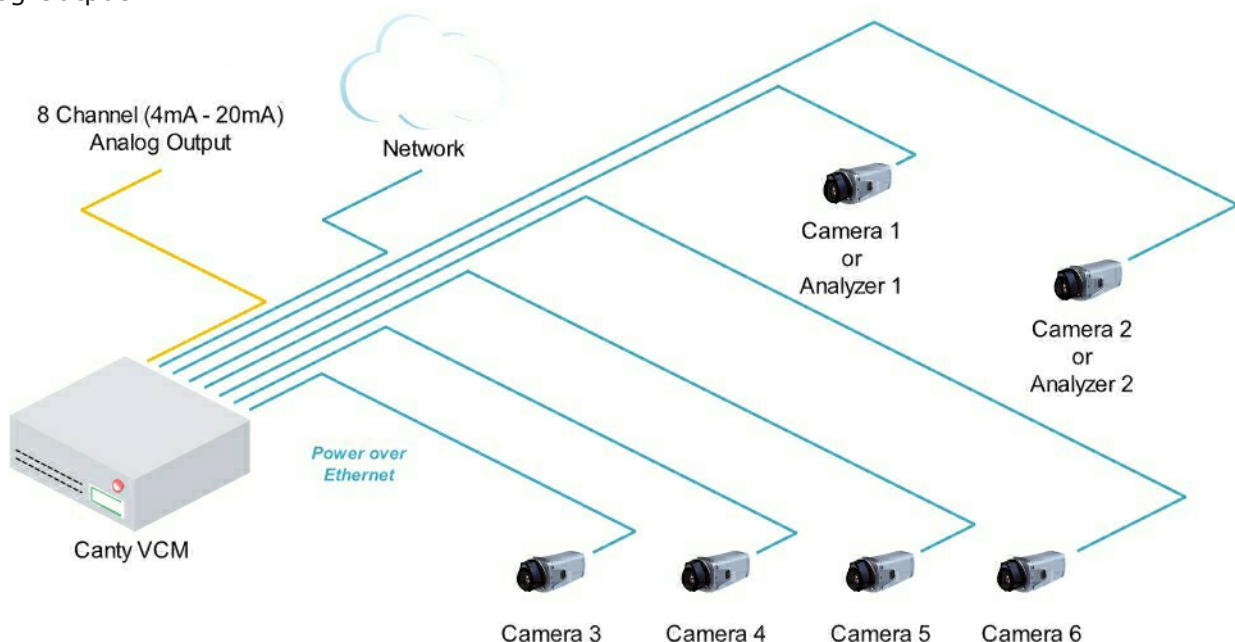 8 Channel (4mA - 20mA)
Analog Output
Network
Camera 1
or
Analyzer 1
Camera 2
or
Analyzer 2
Power over
Ethernet
Canty VCM
Camera 3
Camera 4
Camera 5
Camera 6